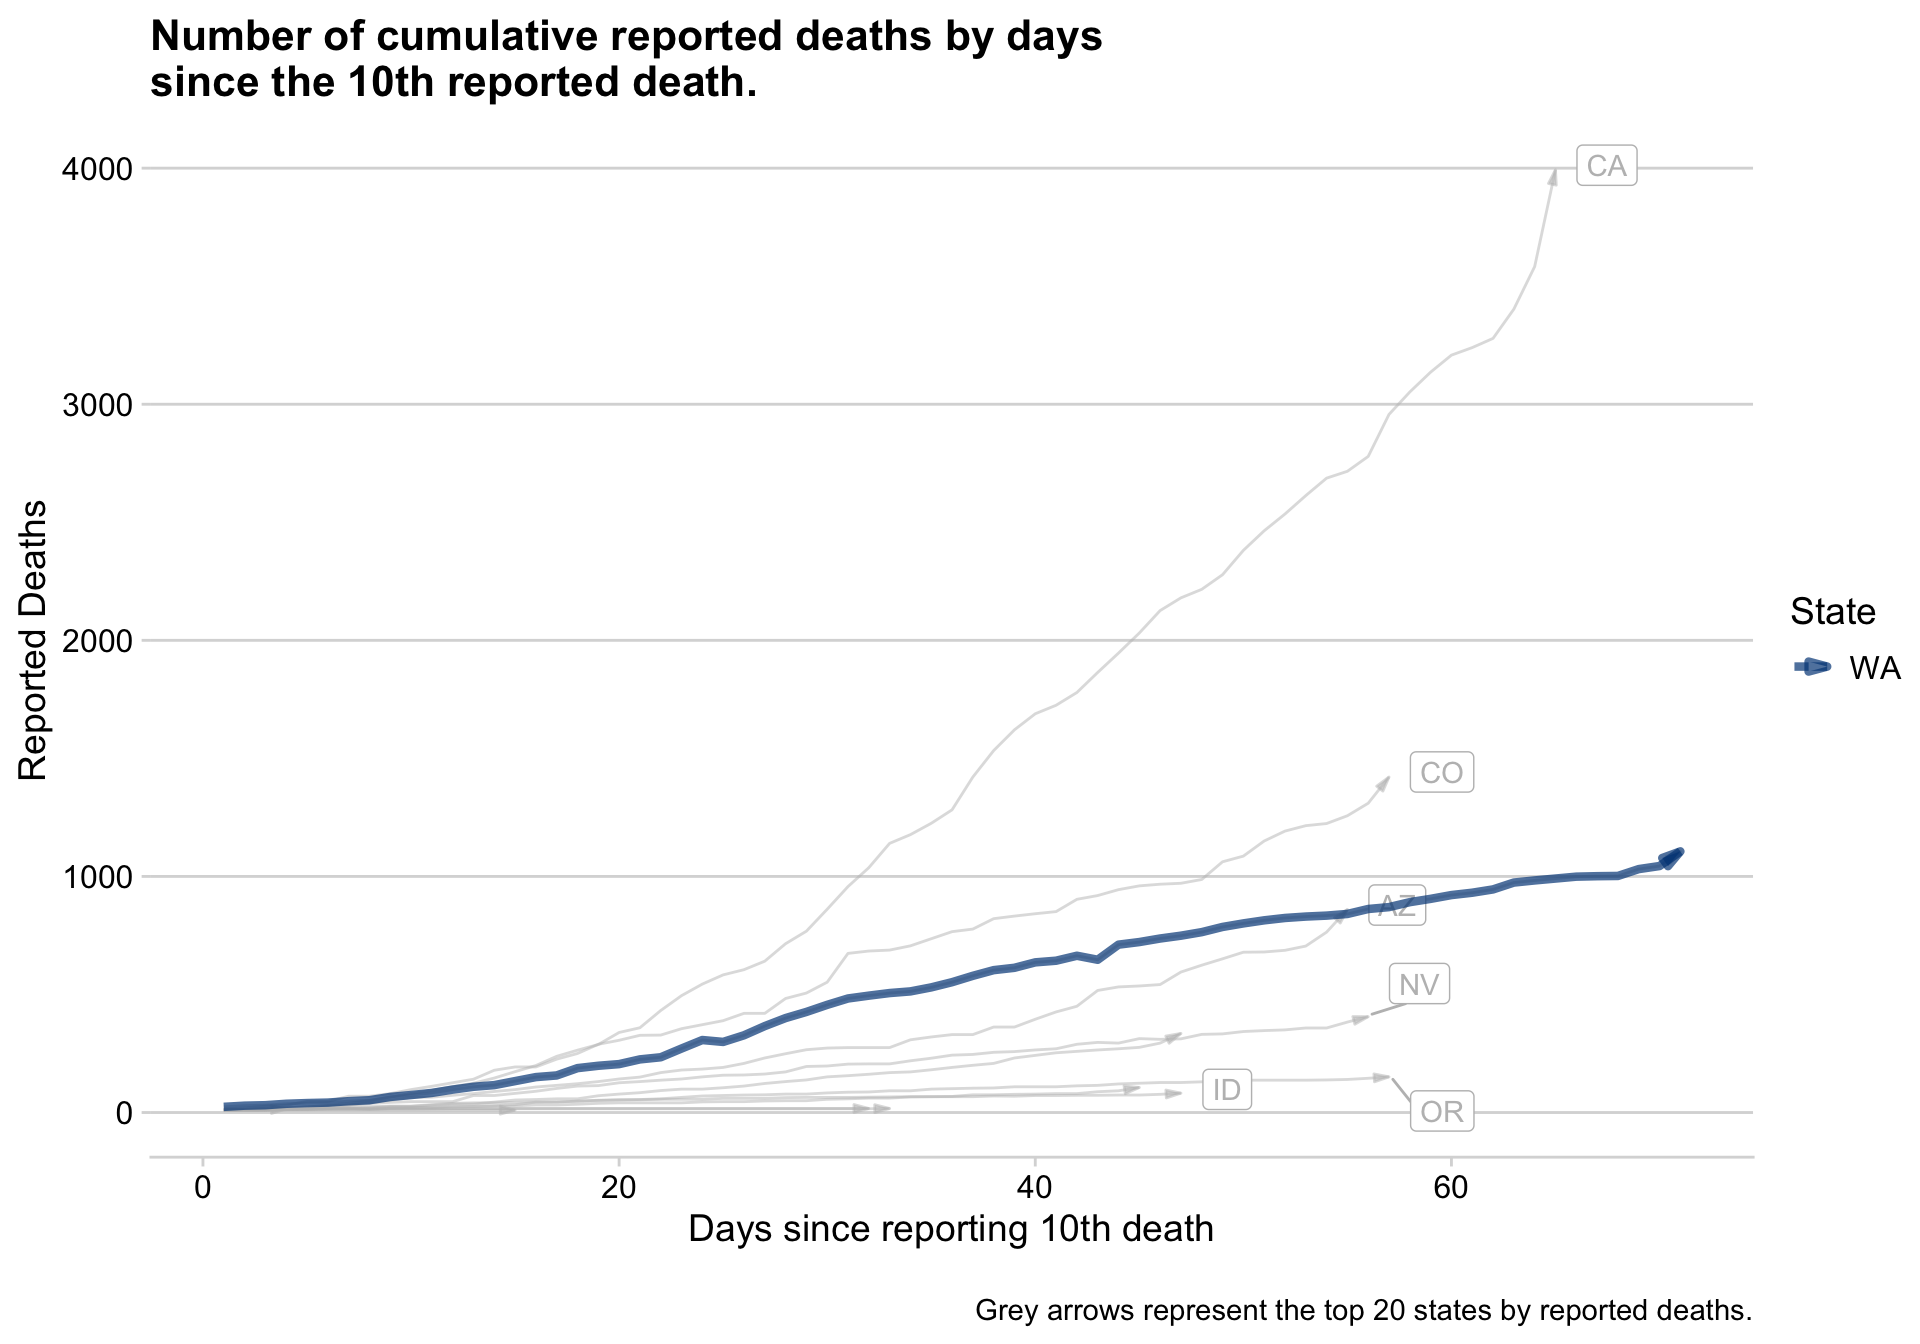 Number of cumulative reported deaths by days
since the 10th reported death.
4000
3000
2000
1000
0
Reported Deaths
CA
CO
AZ
NV
ID
OR
State
WA
0
20
40
60
Days since reporting 10th death
Grey arrows represent the top 20 states by reported deaths.